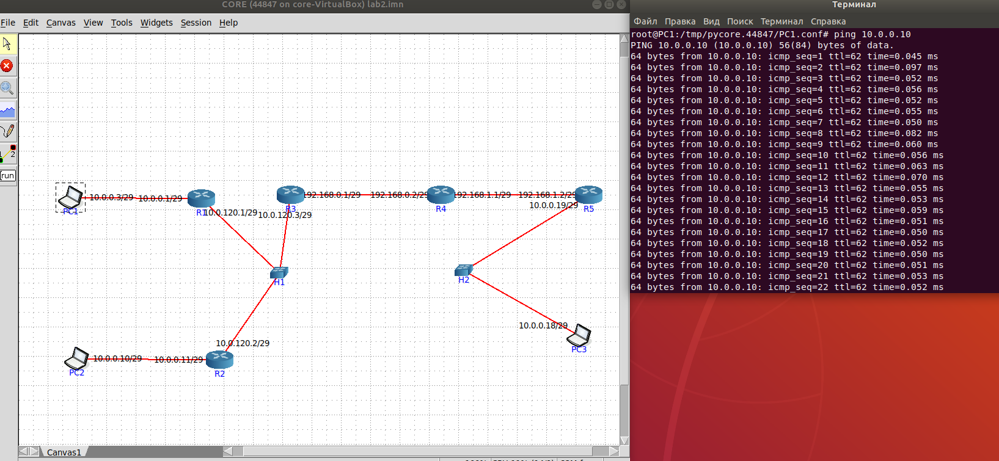 CORE (44847 on core-VirtualBox) lab2.imn
File Edit Canvas View Tools Widgets Session Help
run
1 2
PC1
10.0.0.3/29 10.0.0.1/29
R1
10.0.120.1/29
10.0.120.3/29
R3
192.168.0.1/29 192.168.0.2/29
R4
192.168.1.1/29 192.168.1.2/29
R5
10.0.0.19/29
H1
H2
10.0.120.2/29
10.0.0.18/29
PC3
PC2
10.0.0.10/29 10.0.0.11/29
R2
Canvas1
Терминал
Файл Правка Вид Поиск Терминал Справка
root@PC1:/tmp/pycore.44847/PC1.conf# ping 10.0.0.10
PING 10.0.0.10 (10.0.0.10) 56(84) bytes of data.
64 bytes from 10.0.0.10: icmp_seq=1 ttl=62 time=0.045 ms
64 bytes from 10.0.0.10: icmp_seq=2 ttl=62 time=0.097 ms
64 bytes from 10.0.0.10: icmp_seq=3 ttl=62 time=0.052 ms
64 bytes from 10.0.0.10: icmp_seq=4 ttl=62 time=0.056 ms
64 bytes from 10.0.0.10: icmp_seq=5 ttl=62 time=0.052 ms
64 bytes from 10.0.0.10: icmp_seq=6 ttl=62 time=0.055 ms
64 bytes from 10.0.0.10: icmp_seq=7 ttl=62 time=0.050 ms
64 bytes from 10.0.0.10: icmp_seq=8 ttl=62 time=0.082 ms
64 bytes from 10.0.0.10: icmp_seq=9 ttl=62 time=0.060 ms
64 bytes from 10.0.0.10: icmp_seq=10 ttl=62 time=0.056 ms
64 bytes from 10.0.0.10: icmp_seq=11 ttl=62 time=0.063 ms
64 bytes from 10.0.0.10: icmp_seq=12 ttl=62 time=0.070 ms
64 bytes from 10.0.0.10: icmp_seq=13 ttl=62 time=0.055 ms
64 bytes from 10.0.0.10: icmp_seq=14 ttl=62 time=0.053 ms
64 bytes from 10.0.0.10: icmp_seq=15 ttl=62 time=0.059 ms
64 bytes from 10.0.0.10: icmp_seq=16 ttl=62 time=0.051 ms
64 bytes from 10.0.0.10: icmp_seq=17 ttl=62 time=0.050 ms
64 bytes from 10.0.0.10: icmp_seq=18 ttl=62 time=0.052 ms
64 bytes from 10.0.0.10: icmp_seq=19 ttl=62 time=0.050 ms
64 bytes from 10.0.0.10: icmp_seq=20 ttl=62 time=0.051 ms
64 bytes from 10.0.0.10: icmp_seq=21 ttl=62 time=0.053 ms
64 bytes from 10.0.0.10: icmp_seq=22 ttl=62 time=0.052 ms